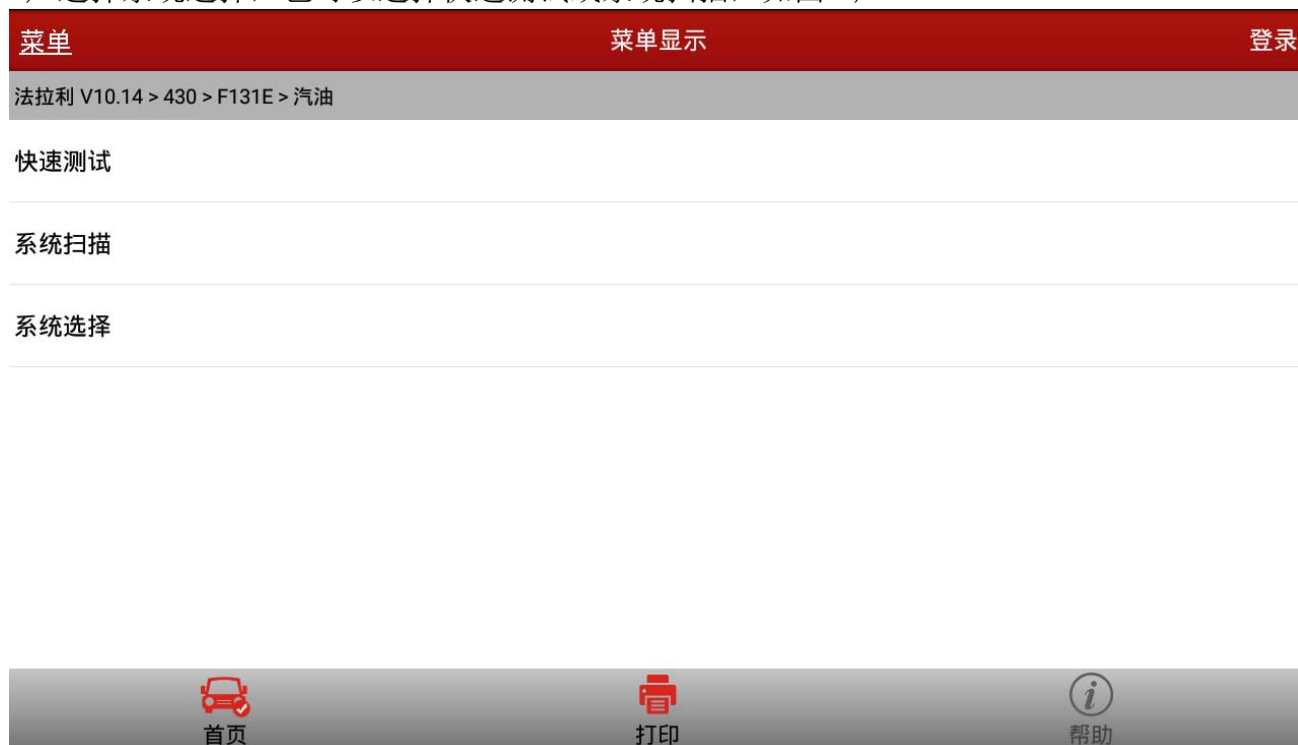 菜单
菜单显示
登录
法拉利 V10.14 > 430 > F131E > 汽油
快速测试
系统扫描
系统选择
首页
打印
帮助